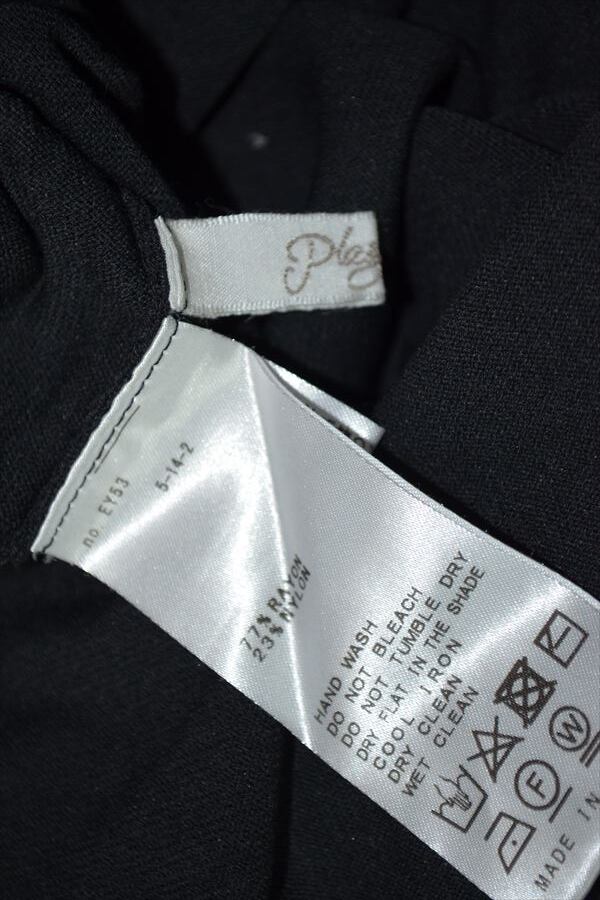 Play
no. EY53
5-14-2
77% RAYON
23% NYLON
HAND WASH
DO NOT BLEACH
DO NOT TUMBLE DRY
DRY FLAT IN THE SHADE
COOL IRON
DRY CLEAN
WET CLEAN
W
F
MADE IN